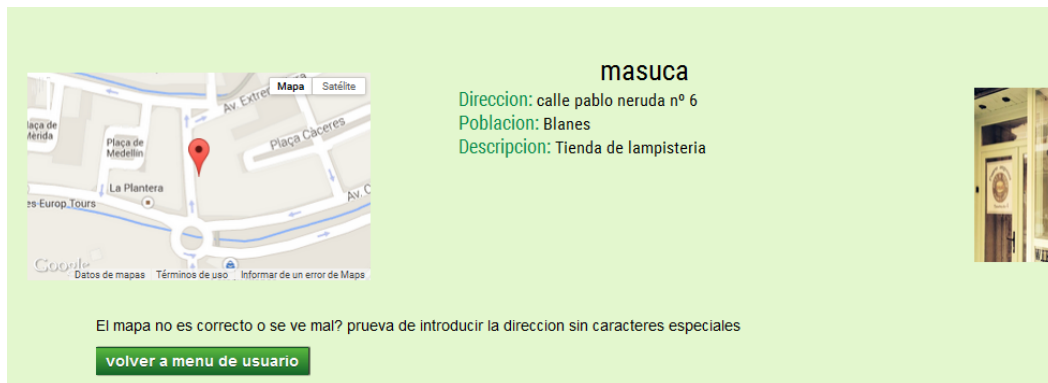 masuca
Direccion: calle pablo neruda nº 6
Poblacion: Blanes
Descripcion: Tienda de lampisteria
Mapa Satélite
Av. Extre
Plaça Càceres
laça de
Mèrida
Plaça de
Medellin
La Plantera
es-Europ Tours
Av. C
Google
Datos de mapas Términos de uso Informar de un error de Maps
El mapa no es correcto o se ve mal? prueva de introducir la direccion sin caracteres especiales
volver a menu de usuario